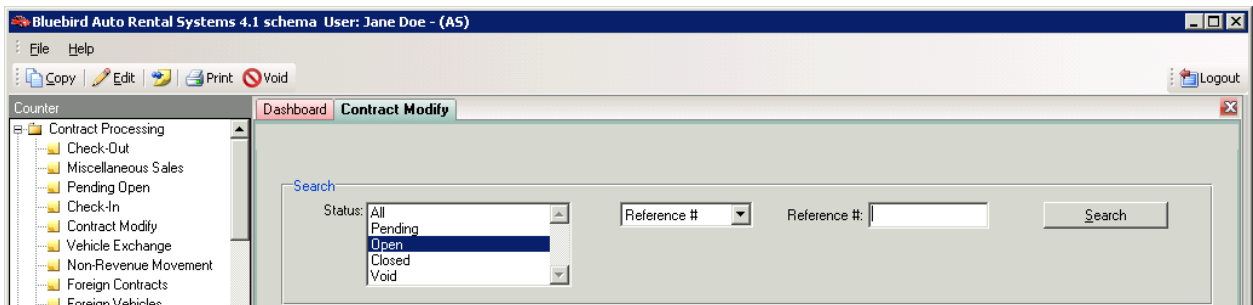 Bluebird Auto Rental Systems 4.1 schema User: Jane Doe - (AS)
File Help
Copy Edit Print Void Logout
Counter
Dashboard Contract Modify
Contract Processing
Check-Out
Miscellaneous Sales
Pending Open
Check-In
Contract Modify
Vehicle Exchange
Non-Revenue Movement
Foreign Contracts
Foreign Vehicles
Search
Status: All
Pending
Open
Closed
Void
Reference #
Reference #:
Search